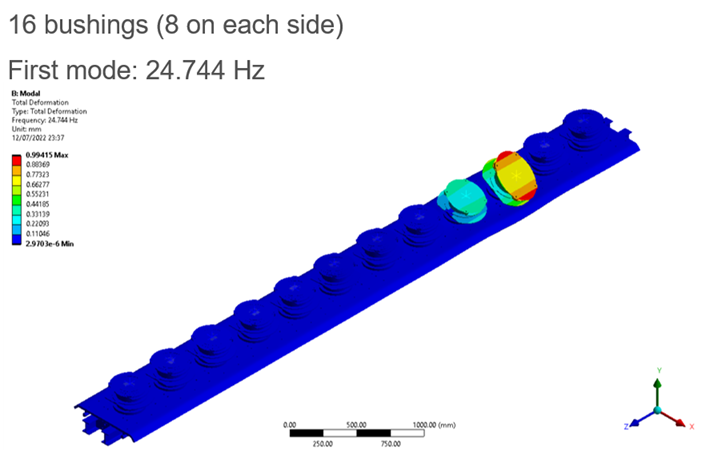 16 bushings (8 on each side)
First mode: 24.744 Hz
B: Modal
Total Deformation
Type: Total Deformation
Frequency: 24.744 Hz
Unit: mm
12/07/2022 23:37
0.99415 Max
0.88369
0.77323
0.66277
0.55231
0.44185
0.33139
0.22093
0.11046
2.9703e-6 Min
0.00 500.00 1000.00 (mm)
250.00 750.00
Y
Z X